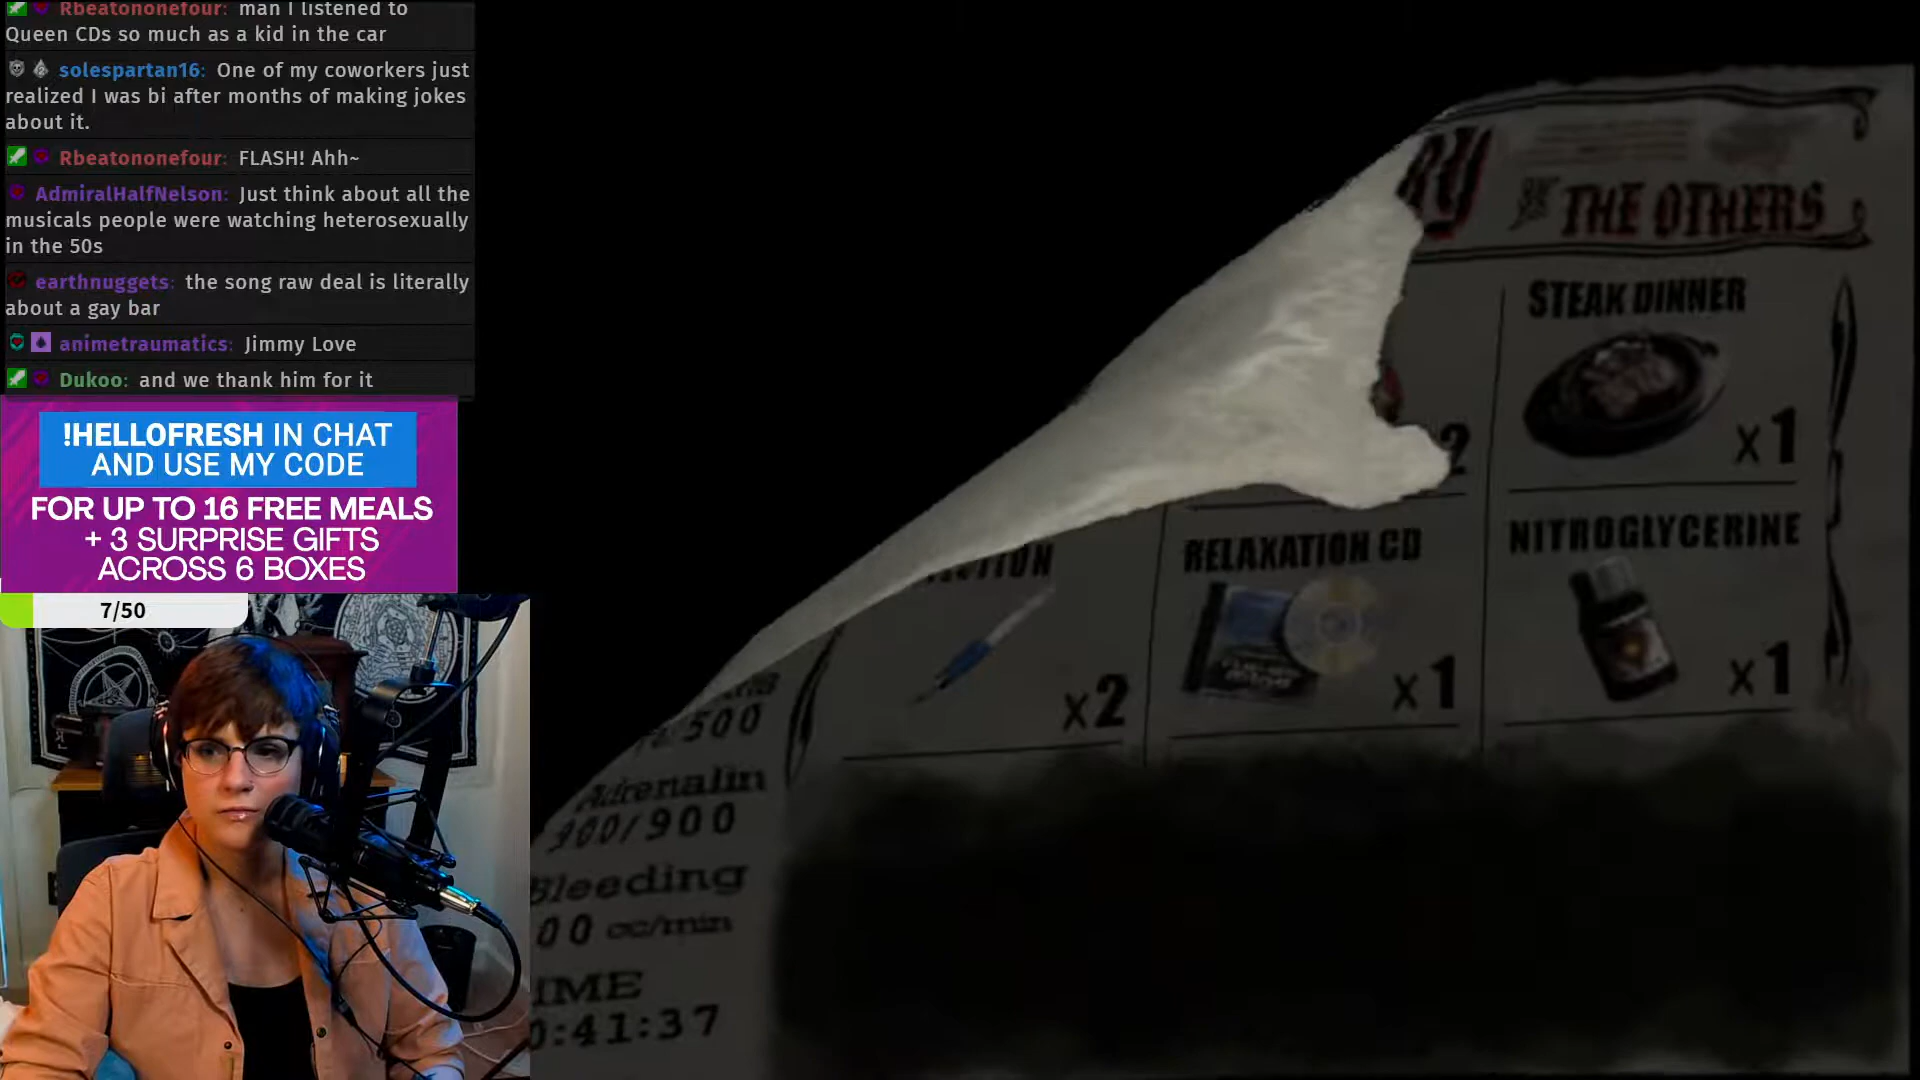 Rbeatononefour: man I listened to
Queen CDs so much as a kid in the car
solespartan16: One of my coworkers just
realized I was bi after months of making jokes
about it.
Rbeatononefour: FLASH! Ahh~
AdmiralHalfNelson: Just think about all the
musicals people were watching heterosexually
in the 50s
earthnuggets: the song raw deal is literally
about a gay bar
animetraumatics: Jimmy Love
Dukoo: and we thank him for it
!HELLOFRESH IN CHAT
AND USE MY CODE
FOR UP TO 16 FREE MEALS
+ 3 SURPRISE GIFTS
ACROSS 6 BOXES
7/50
THE OTHERS
STEAK DINNER
2
x1
RELAXATION CD
NITROGLYCERINE
x2
x1
x1
Adrenalin
900/900
Bleeding
00 cc/min
:41:37